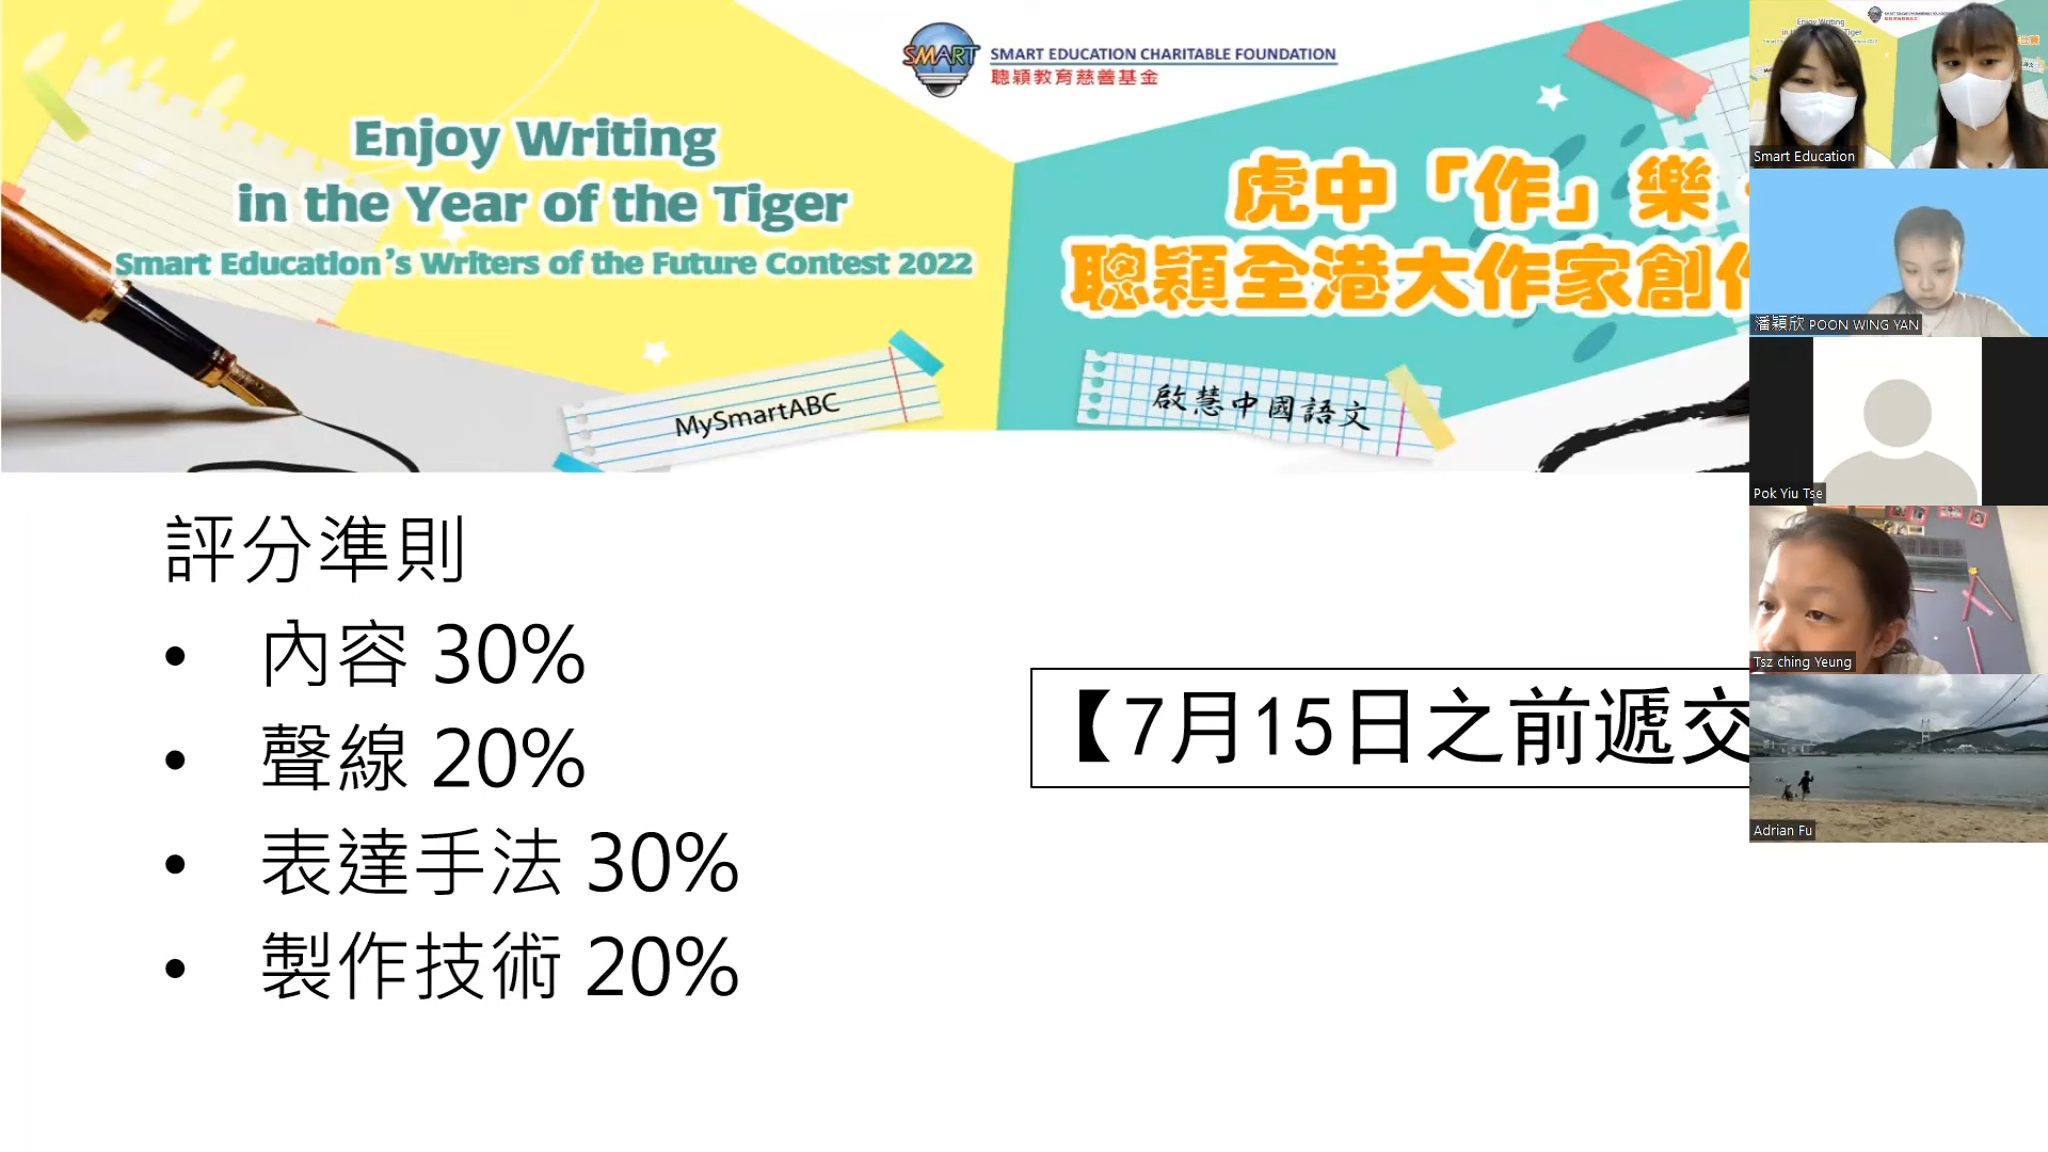 SMART
SMART EDUCATION CHARITABLE FOUNDATION
聰穎教育慈善基金
Enjoy Writing
in the Year of the Tiger
Smart Education's Writers of the Future Contest 2022
虎中「作」樂
聰穎全港大作家創作
MySmartABC
啟慧中國語文
評分準則
• 內容 30%
• 聲線 20%
• 表達手法 30%
• 製作技術 20%
【7月15日之前遞交
Smart Education
潘穎欣 POON WING YAN
Pok Yiu Tse
Tsz ching Yeung
Adrian Fu